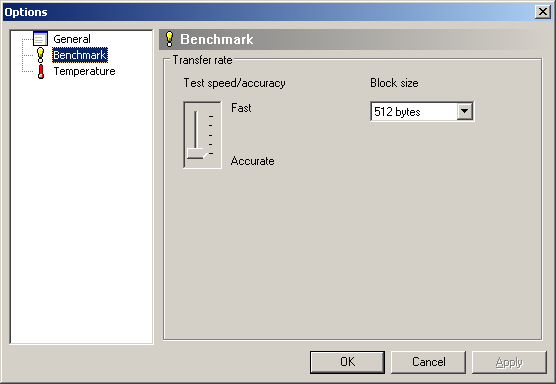 Options
General
Benchmark
Temperature
Benchmark
Transfer rate
Test speed/accuracy
Block size
Fast
512 bytes
Accurate
OK
Cancel
Apply